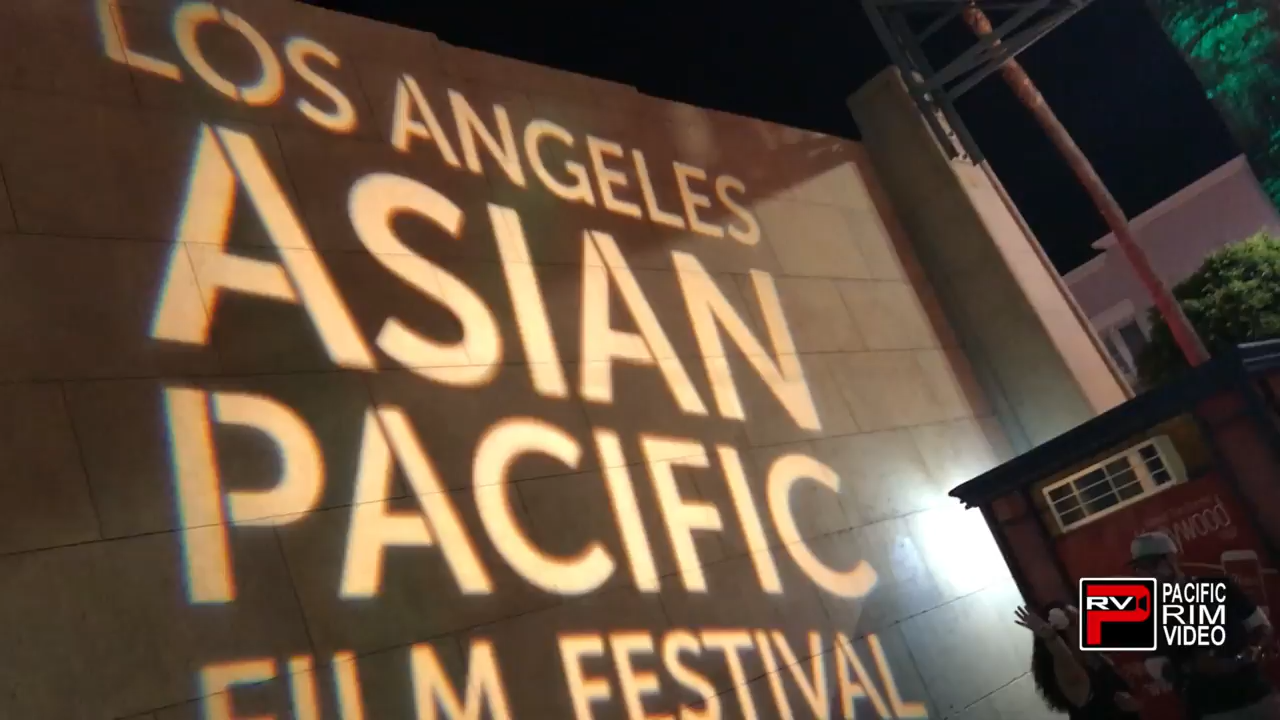 LOS ANGELES
ASIAN
PACIFIC
FILM FESTIVAL
RV
PACIFIC
RIM
VIDEO